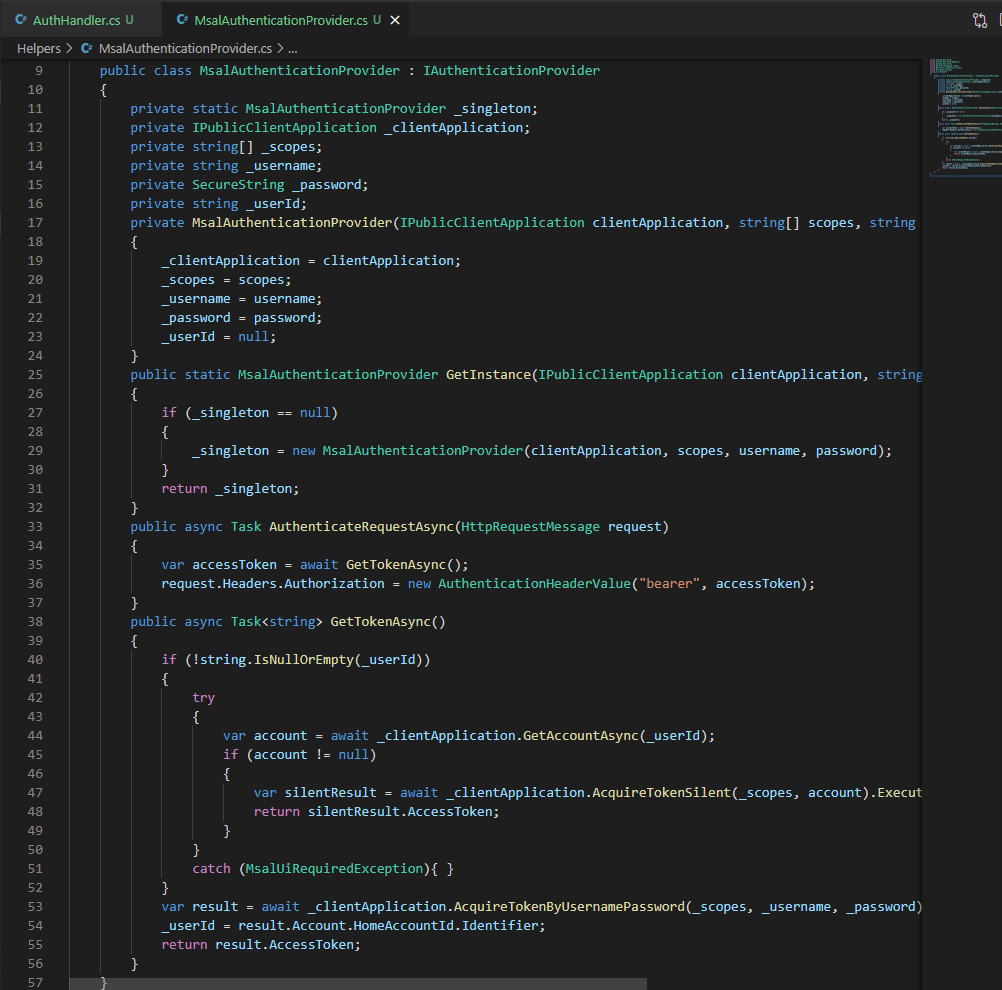 C# AuthHandler.cs U
C# MsalAuthenticationProvider.cs U
Helpers > C# MsalAuthenticationProvider.cs > ...
9 public class MsalAuthenticationProvider : IAuthenticationProvider
10 {
11 private static MsalAuthenticationProvider _singleton;
12 private IPublicClientApplication _clientApplication;
13 private string[] _scopes;
14 private string _username;
15 private SecureString _password;
16 private string _userId;
17 private MsalAuthenticationProvider(IPublicClientApplication clientApplication, string[] scopes, string
18 {
19 _clientApplication = clientApplication;
20 _scopes = scopes;
21 _username = username;
22 _password = password;
23 _userId = null;
24 }
25 public static MsalAuthenticationProvider GetInstance(IPublicClientApplication clientApplication, string
26 {
27 if (_singleton == null)
28 {
29 _singleton = new MsalAuthenticationProvider(clientApplication, scopes, username, password);
30 }
31 return _singleton;
32 }
33 public async Task AuthenticateRequestAsync(HttpRequestMessage request)
34 {
35 var accessToken = await GetTokenAsync();
36 request.Headers.Authorization = new AuthenticationHeaderValue("bearer", accessToken);
37 }
38 public async Task<string> GetTokenAsync()
39 {
40 if (!string.IsNullOrEmpty(_userId))
41 {
42 try
43 {
44 var account = await _clientApplication.GetAccountAsync(_userId);
45 if (account != null)
46 {
47 var silentResult = await _clientApplication.AcquireTokenSilent(_scopes, account).Execut
48 return silentResult.AccessToken;
49 }
50 }
51 catch (MsalUiRequiredException){ }
52 }
53 var result = await _clientApplication.AcquireTokenByUsernamePassword(_scopes, _username, _password)
54 _userId = result.Account.HomeAccountId.Identifier;
55 return result.AccessToken;
56 }
57 }